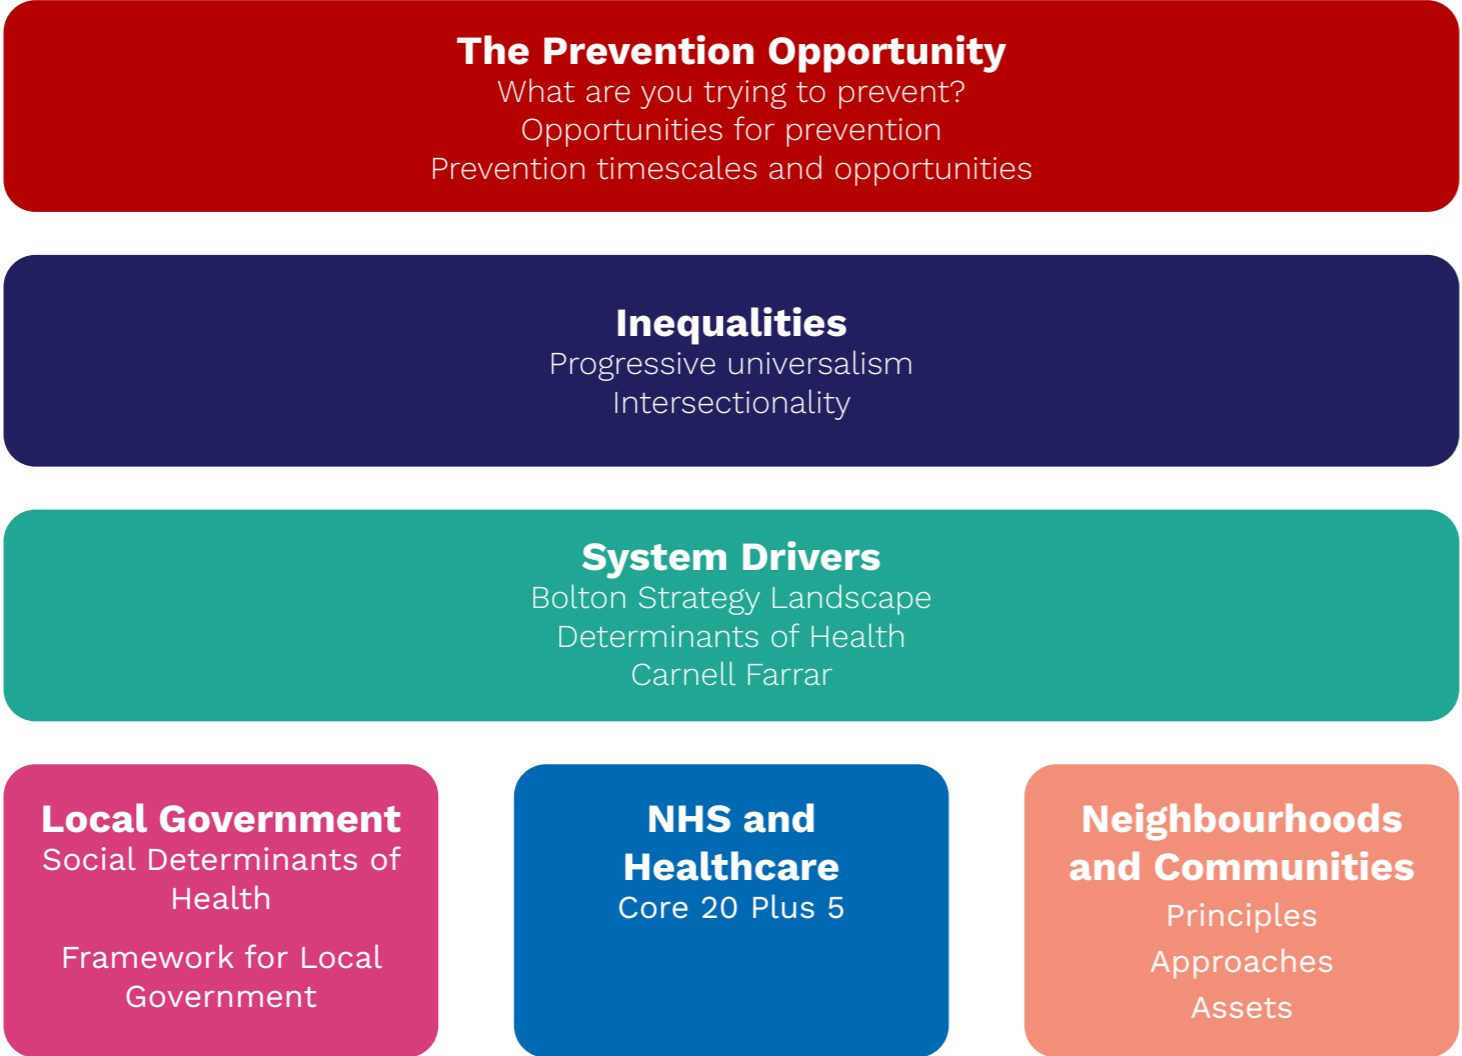 The Prevention Opportunity
What are you trying to prevent?
Opportunities for prevention
Prevention timescales and opportunities
Inequalities
Progressive universalism
Intersectionality
System Drivers
Bolton Strategy Landscape
Determinants of Health
Carnell Farrar
Local Government
Social Determinants of
Health
Framework for Local
Government
NHS and
Healthcare
Core 20 Plus 5
Neighbourhoods
and Communities
Principles
Approaches
Assets